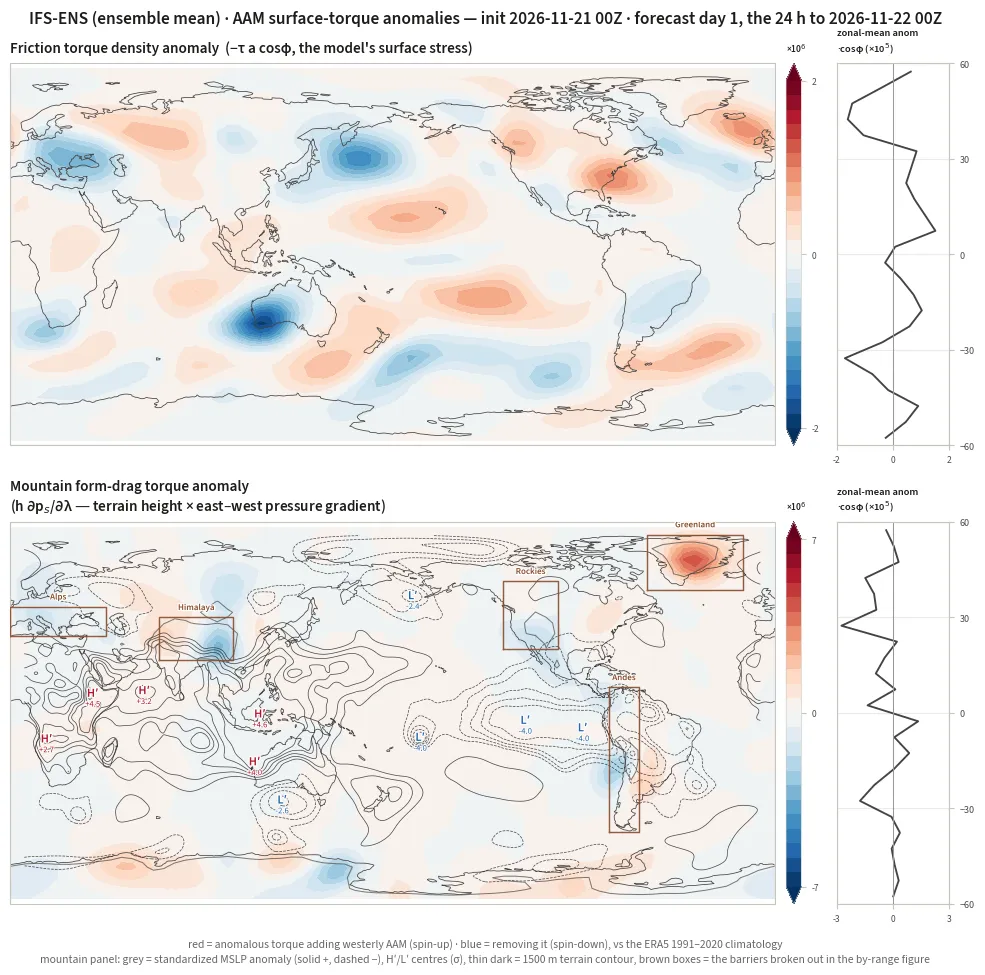 IFS-ENS (ensemble mean) · AAM surface-torque anomalies — init 2026-11-21 00Z · forecast day 1, the 24 h to 2026-11-22 00Z
Friction torque density anomaly (−τ a cosφ, the model's surface stress)
×10⁶
zonal-mean anom
·cosφ (×10⁵)
2
0
-2
60
30
0
−30
−60
-2
0
2
Mountain form-drag torque anomaly
(h ∂pₛ/∂λ — terrain height × east–west pressure gradient)
×10⁶
zonal-mean anom
·cosφ (×10⁵)
Greenland
Rockies
Alps
Himalaya
Andes
L'
-2.4
H'
+4.5
H'
+3.2
H'
+4.6
H'
+2.7
H'
+4.0
L'
-2.6
L'
-4.0
L'
-4.0
L'
-4.0
7
0
-7
60
30
0
−30
−60
-3
0
3
red = anomalous torque adding westerly AAM (spin-up) · blue = removing it (spin-down), vs the ERA5 1991–2020 climatology
mountain panel: grey = standardized MSLP anomaly (solid +, dashed −), H'/L' centres (σ), thin dark = 1500 m terrain contour, brown boxes = the barriers broken out in the by-range figure